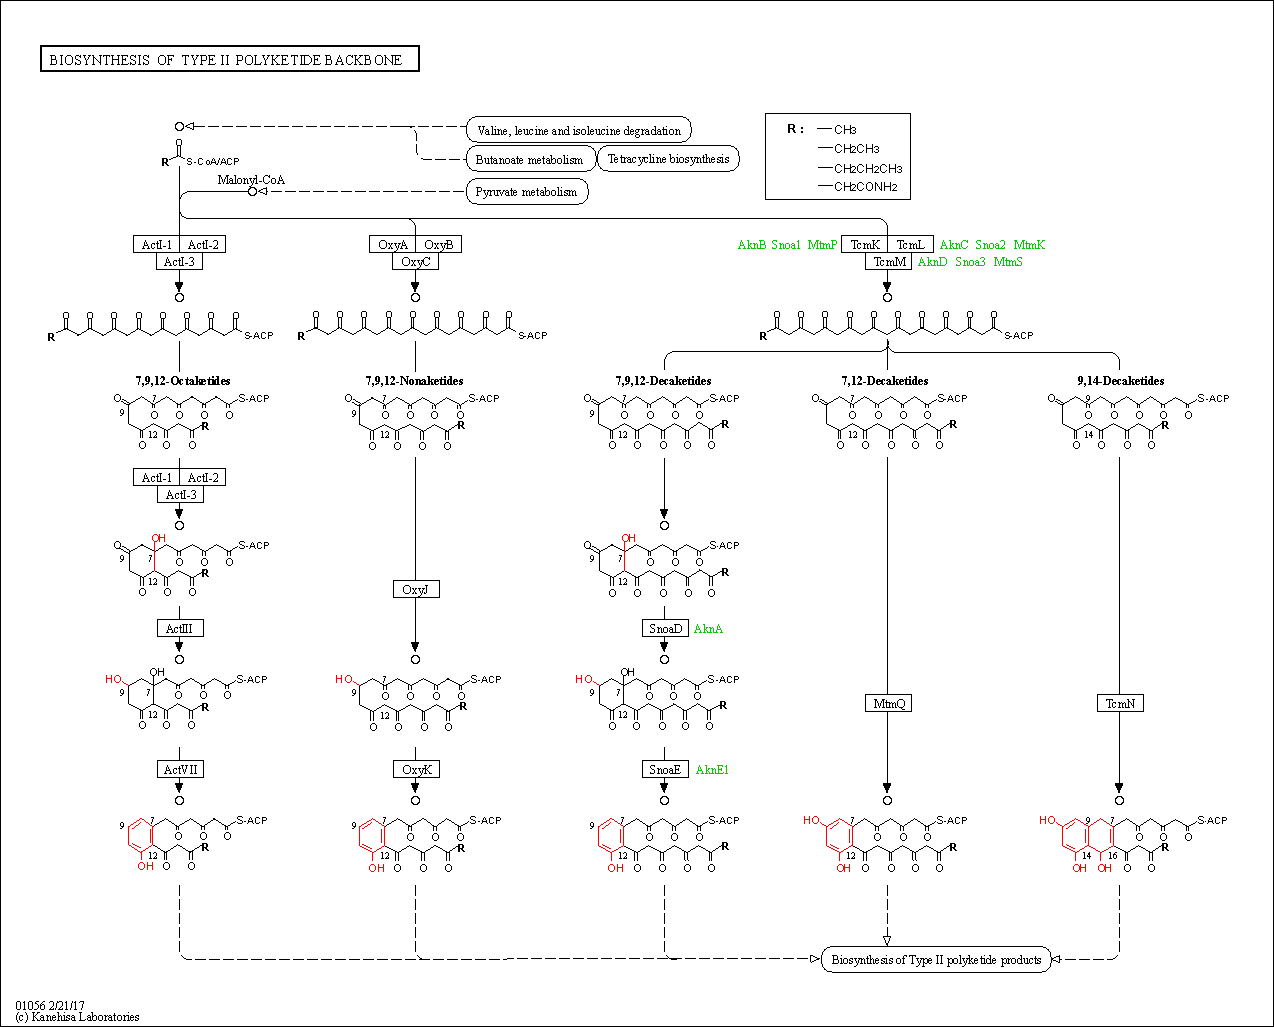 BIOSYNTHESIS OF TYPE II POLYKETIDE BACKBONE
Valine, leucine and isoleucine degradation
Butanoate metabolism
Tetracycline biosynthesis
Pyruvate metabolism
R :
CH3
CH2CH3
CH2CH2CH3
CH2CONH2
O
R
S-CoA/ACP
Malonyl-CoA
ActI-1
ActI-2
ActI-3
OxyA
OxyB
OxyC
AknB Snoa1 MtmP
TcmK
TcmL
AknC Snoa2 MtmK
TcmM
AknD Snoa3 MtmS
O O O O O O O O
R
S-ACP
O O O O O O O O O
R
S-ACP
O O O O O O O O O O
R
S-ACP
7,9,12-Octaketides
7,9,12-Nonaketides
7,9,12-Decaketides
7,12-Decaketides
9,14-Decaketides
O 7 S-ACP
9 O O O O
12 R
O O O
O 7 S-ACP
9 O O O O
12 R
O O O O
O 7 S-ACP
9 O O O O
12 R
O O O O O
O 7 S-ACP
O O O O
12 R
O O O O O
O 9 S-ACP
O O O O O
14 R
O O O O
ActI-1
ActI-2
ActI-3
OH
O S-ACP
9 7 O O O
12 R
O O O
OH
O S-ACP
9 7 O O O
12 R
O O O O O
OxyJ
ActIII
SnoaD
AknA
HO OH
S-ACP
9 7 O O O
12 R
O O O
HO 7 S-ACP
9 O O O O
12 R
O O O O
HO OH
S-ACP
9 7 O O O
12 R
O O O O O
MtmQ
TcmN
ActVII
OxyK
SnoaE
AknE1
9 7 S-ACP
O O O
12 R
OH O O
9 7 S-ACP
O O O
12 R
OH O O O
9 7 S-ACP
O O O
12 R
OH O O O O
HO 7 S-ACP
O O O
12 R
OH O O O O
HO 9 7 S-ACP
O O O
14 16 R
OH OH O O
Biosynthesis of Type II polyketide products
01056 2/21/17
(c) Kanehisa Laboratories